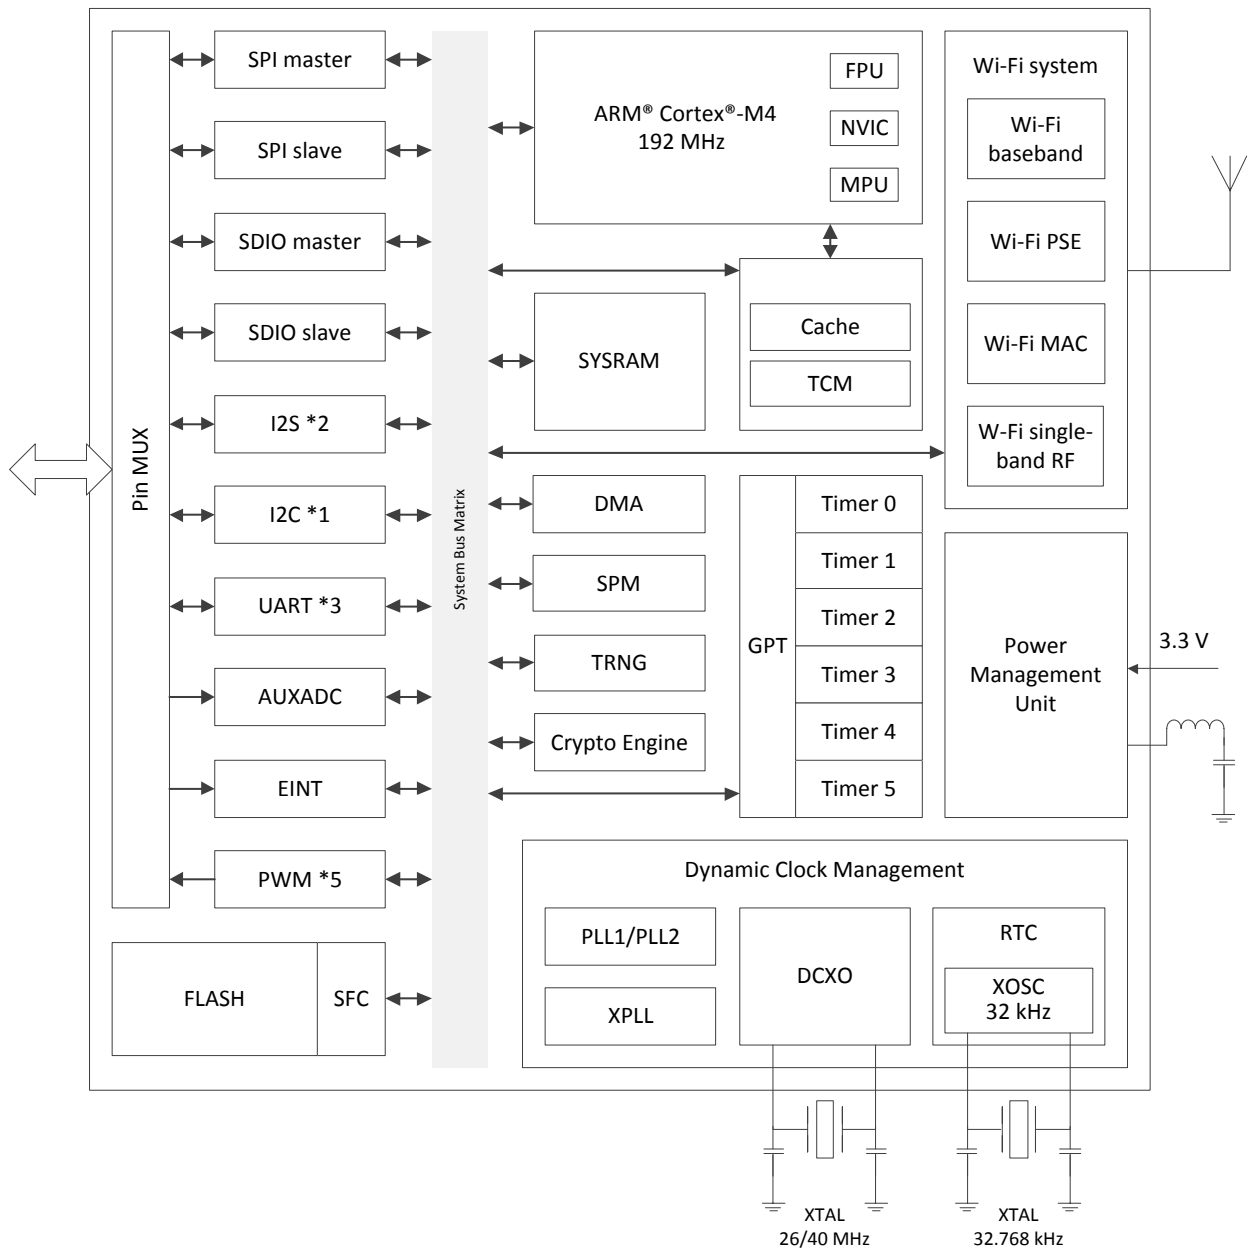 SPI master
SPI slave
SDIO master
SDIO slave
I2S *2
I2C *1
UART *3
AUXADC
EINT
PWM *5
Pin MUX
FLASH
SFC
System Bus Matrix
ARM® Cortex®-M4
192 MHz
FPU
NVIC
MPU
Cache
TCM
SYSRAM
DMA
SPM
TRNG
Crypto Engine
GPT
Timer 0
Timer 1
Timer 2
Timer 3
Timer 4
Timer 5
Wi-Fi system
Wi-Fi
baseband
Wi-Fi PSE
Wi-Fi MAC
W-Fi single-
band RF
Power
Management
Unit
3.3 V
Dynamic Clock Management
PLL1/PLL2
XPLL
DCXO
RTC
XOSC
32 kHz
XTAL
26/40 MHz
XTAL
32.768 kHz